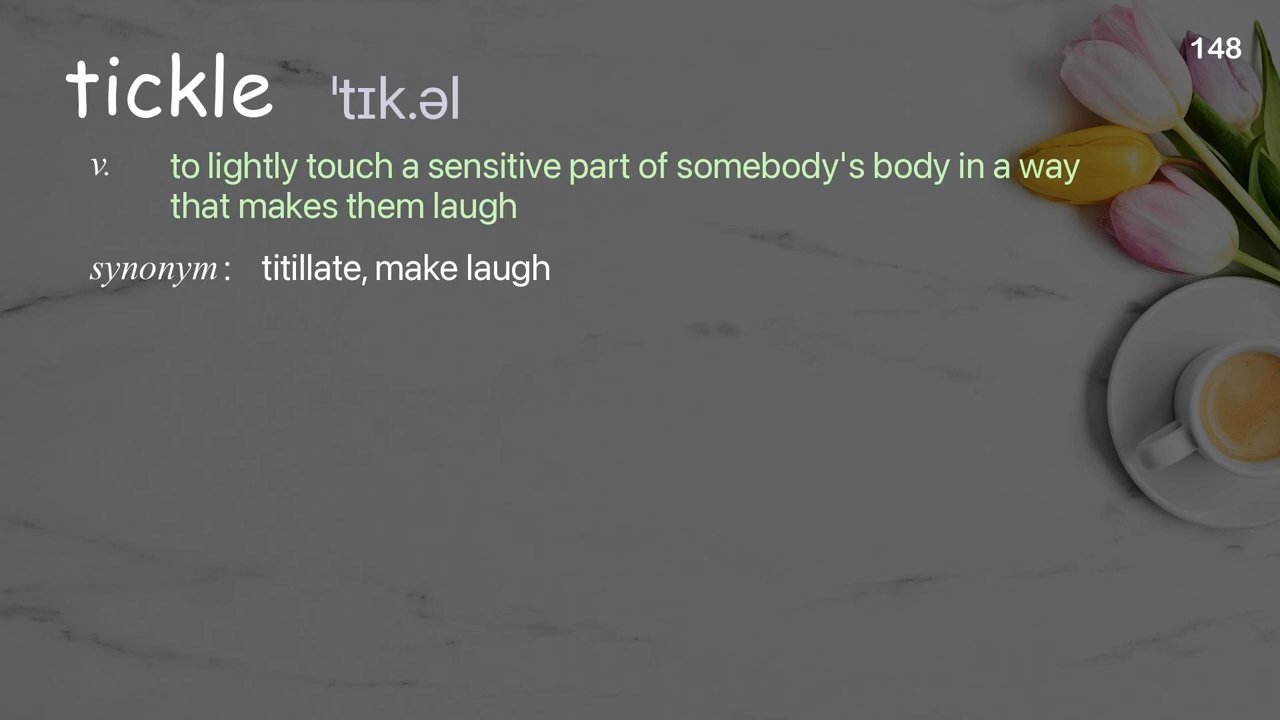 148
tickle ˈtɪk.əl
v. to lightly touch a sensitive part of somebody's body in a way
that makes them laugh
synonym: titillate, make laugh